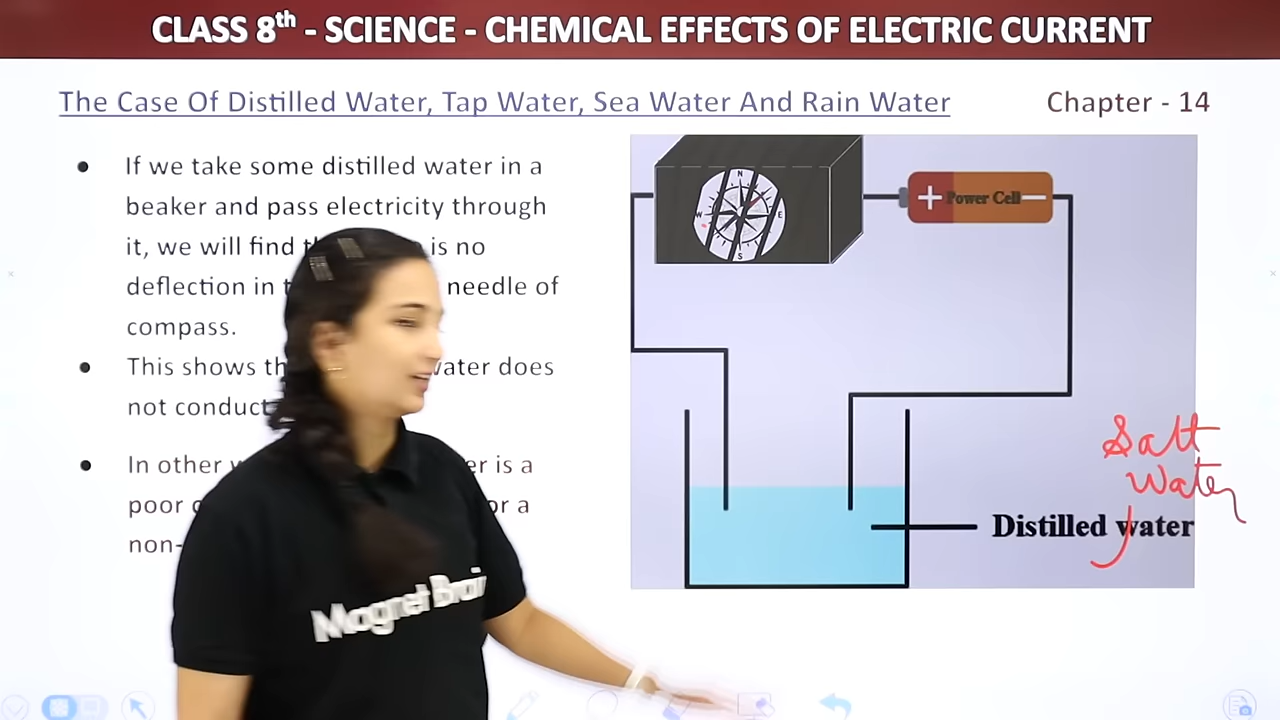 CLASS 8th - SCIENCE - CHEMICAL EFFECTS OF ELECTRIC CURRENT
The Case Of Distilled Water, Tap Water, Sea Water And Rain Water
Chapter - 14
If we take some distilled water in a
beaker and pass electricity through
it, we will find is no
deflection in needle of
compass.
This shows water does
not conduct
In other is a
poor or a
non-
N
W
E
S
+ Power Cell −
Salt
Water
Distilled water
Magnet Brain